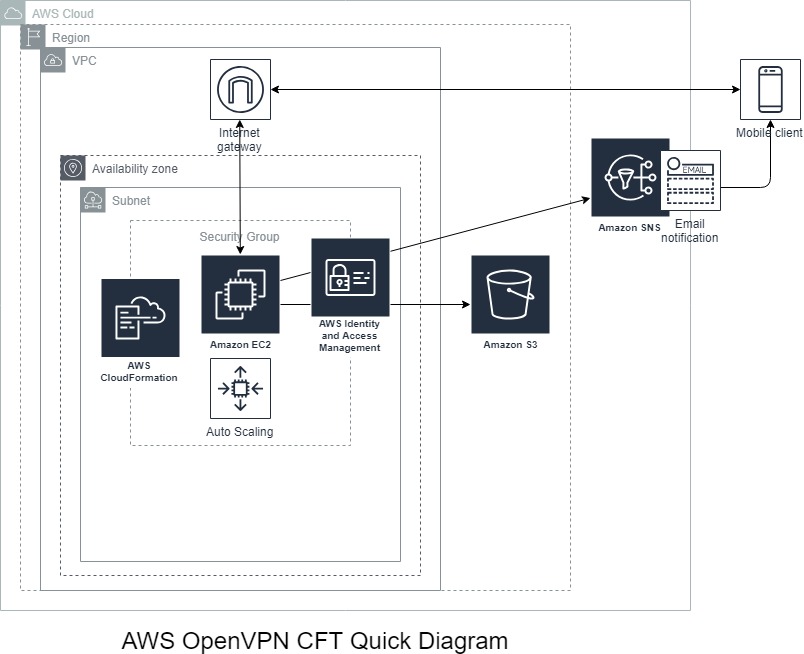 AWS Cloud
Region
VPC
Internet
gateway
Mobile client
Availability zone
EMAIL
Subnet
Amazon SNS
Email
notification
Security Group
AWS Identity
and Access
Management
Amazon EC2
Amazon S3
AWS
CloudFormation
Auto Scaling
AWS OpenVPN CFT Quick Diagram